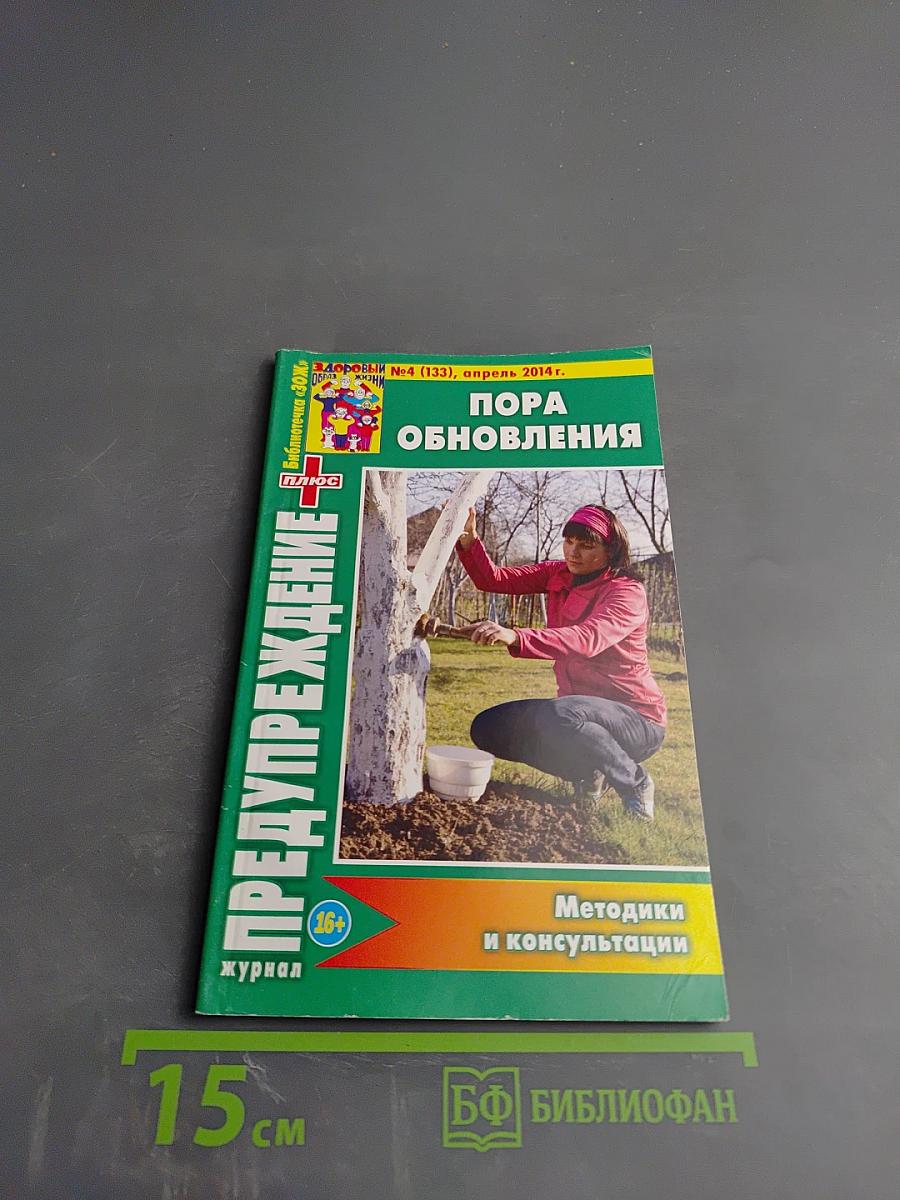 ЗДОРОВЫЙ
ОБРАЗ ЖИЗНИ
№4 (133), апрель 2014 г.
ПОРА
ОБНОВЛЕНИЯ
Библиотечка «ЗОЖ»
ПЛЮС
ПРЕДУПРЕЖДЕНИЕ
журнал
16+
Методики
и консультации
15 см
БФ БИБЛИОФАН